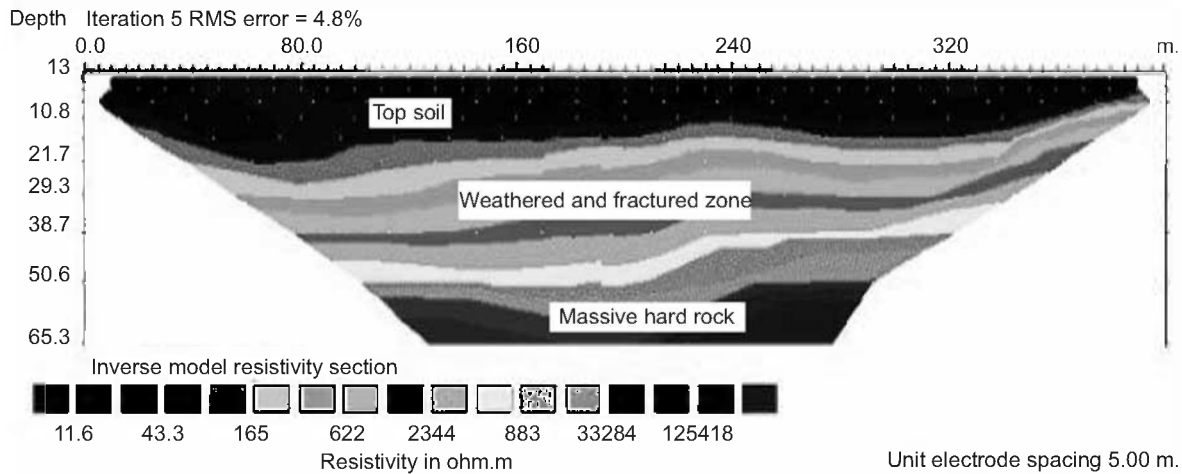 Depth Iteration 5 RMS error = 4.8%
0.0 80.0 160 240 320 m.
13
10.8
Top soil
21.7
29.3
Weathered and fractured zone
38.7
50.6
Massive hard rock
65.3
Inverse model resistivity section
11.6 43.3 165 622 2344 883 33284 125418
Resistivity in ohm.m
Unit electrode spacing 5.00 m.